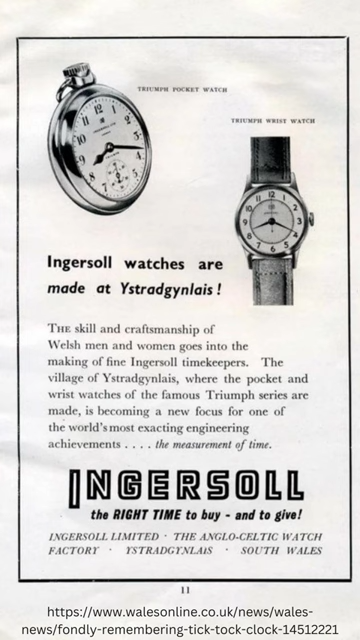 TRIUMPH POCKET WATCH
TRIUMPH WRIST WATCH
Ingersoll watches are
made at Ystradgynlais!
THE skill and craftsmanship of
Welsh men and women goes into the
making of fine Ingersoll timekeepers. The
village of Ystradgynlais, where the pocket and
wrist watches of the famous Triumph series are
made, is becoming a new focus for one of
the world's most exacting engineering
achievements . . . . the measurement of time.
INGERSOLL
the RIGHT TIME to buy - and to give!
INGERSOLL LIMITED · THE ANGLO-CELTIC WATCH
FACTORY · YSTRADGYNLAIS · SOUTH WALES
11
https://www.walesonline.co.uk/news/wales-
news/fondly-remembering-tick-tock-clock-14512221